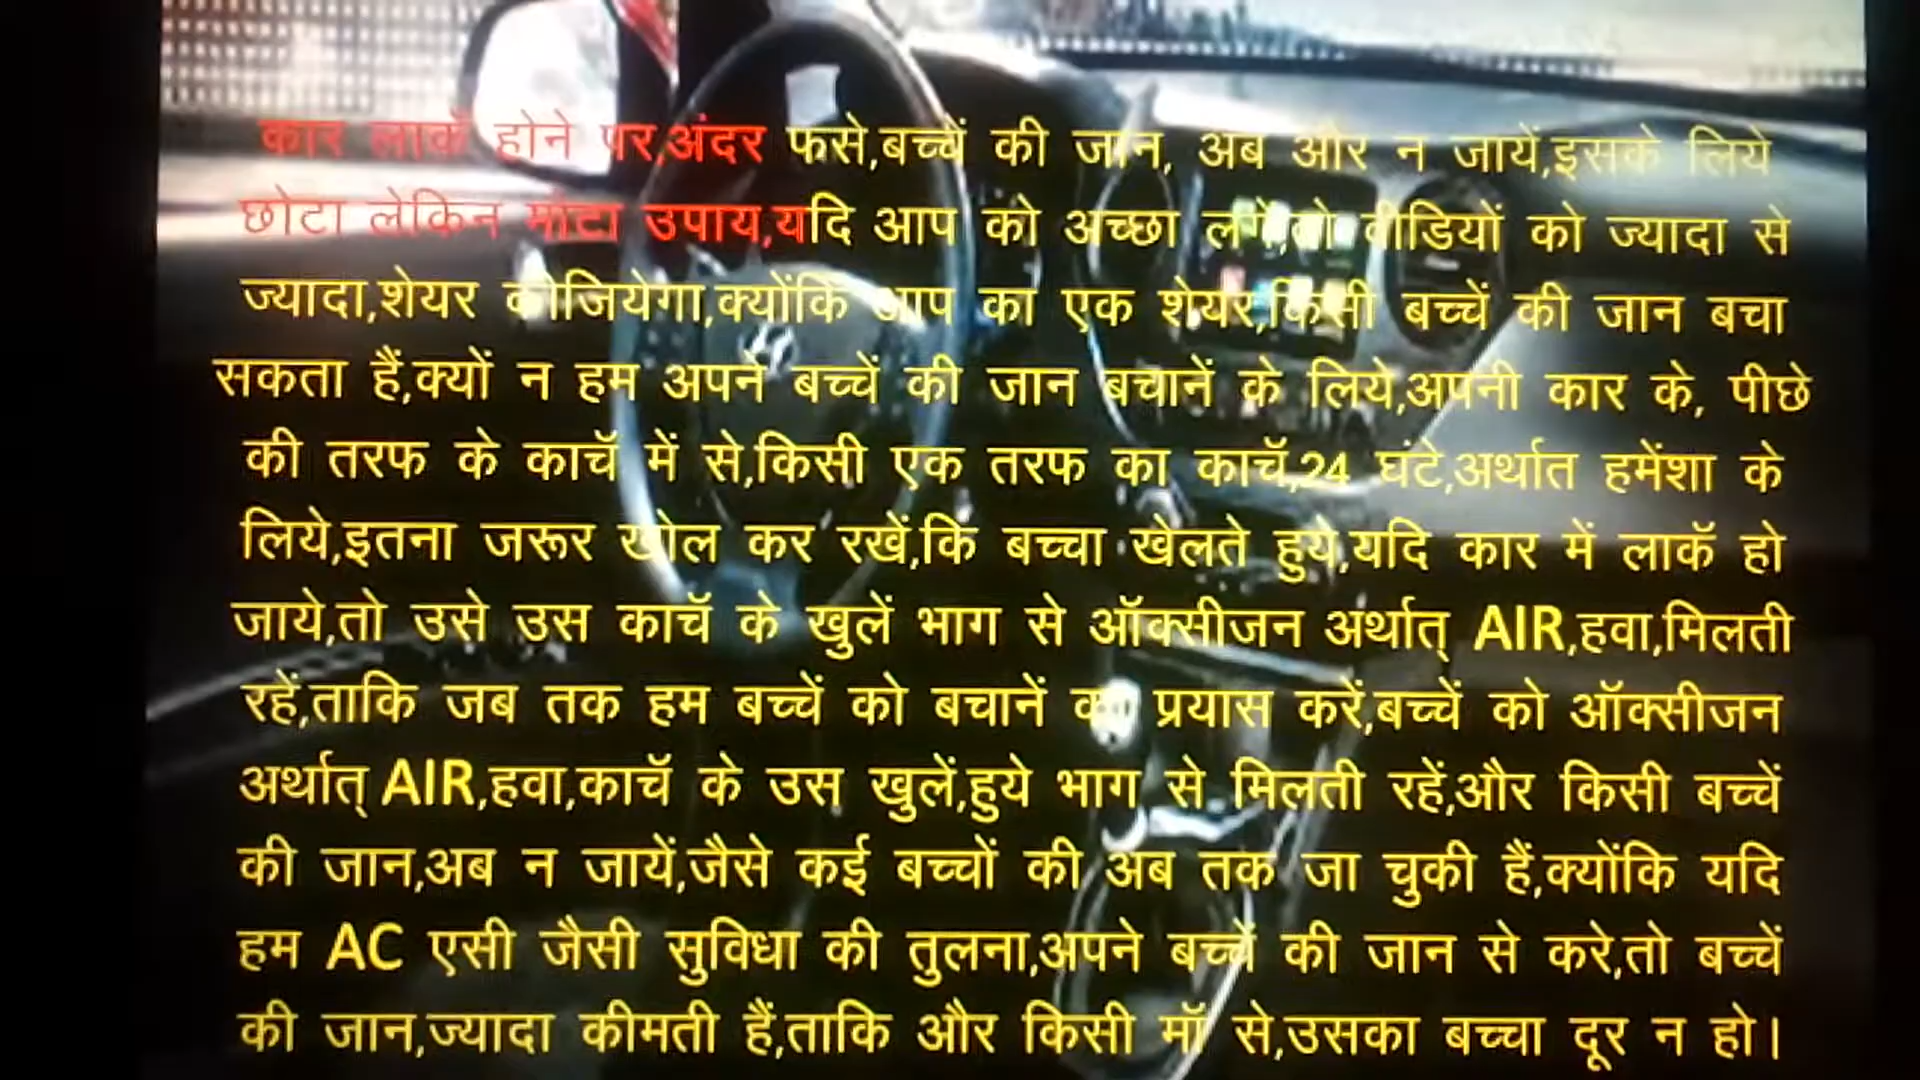 कार लाकॅ होने पर,अंदर फसे,बच्चें की जान, अब और न जायें,इसके लिये
छोटा लेकिन मोटा उपाय,यदि आप को अच्छा लगें,तो वीडियों को ज्यादा से
ज्यादा,शेयर कीजियेगा,क्योंकि आप का एक शेयर,किसी बच्चें की जान बचा
सकता हैं,क्यों न हम अपने बच्चें की जान बचानें के लिये,अपनी कार के, पीछे
की तरफ के काचॅ में से,किसी एक तरफ का काचॅ,24 घंटे,अर्थात हमेंशा के
लिये,इतना जरूर खोल कर रखें,कि बच्चा खेलते हुये,यदि कार में लाकॅ हो
जाये,तो उसे उस काचॅ के खुलें भाग से ऑक्सीजन अर्थात् AIR,हवा,मिलती
रहें,ताकि जब तक हम बच्चें को बचानें का प्रयास करें,बच्चें को ऑक्सीजन
अर्थात् AIR,हवा,काचॅ के उस खुलें,हुये भाग से मिलती रहें,और किसी बच्चें
की जान,अब न जायें,जैसे कई बच्चों की अब तक जा चुकी हैं,क्योंकि यदि
हम AC एसी जैसी सुविधा की तुलना,अपने बच्चें की जान से करे,तो बच्चें
की जान,ज्यादा कीमती हैं,ताकि और किसी मॉ से,उसका बच्चा दूर न हो।